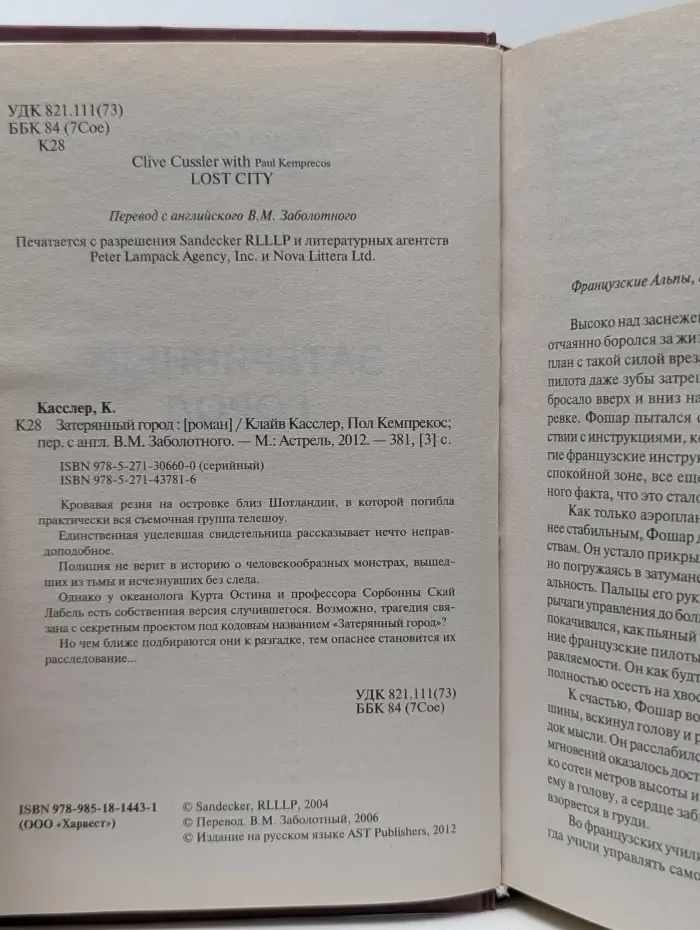 УДК 821.111(73)
ББК 84 (7Сое)
К28
Clive Cussler with Paul Kemprecos
LOST CITY
Перевод с английского В.М. Заболотного
Печатается с разрешения Sandecker RLLLP и литературных агентств
Peter Lampack Agency, Inc. и Nova Littera Ltd.
Касслер, К.
К28 Затерянный город : [роман] / Клайв Касслер, Пол Кемпрекос;
пер. с англ. В.М. Заболотного. — М.: Астрель, 2012. — 381, [3] с.
ISBN 978-5-271-30660-0 (серийный)
ISBN 978-5-271-43781-6
Кровавая резня на островке близ Шотландии, в которой погибла
практически вся съемочная группа телешоу.
Единственная уцелевшая свидетельница рассказывает нечто неправ-
доподобное.
Полиция не верит в историю о человекообразных монстрах, вышед-
ших из тьмы и исчезнувших без следа.
Однако у океанолога Курта Остина и профессора Сорбонны Скай
Лабель есть собственная версия случившегося. Возможно, трагедия свя-
зана с секретным проектом под кодовым названием «Затерянный город»?
Но чем ближе подбираются они к разгадке, тем опаснее становится их
расследование...
УДК 821.111(73)
ББК 84 (7Сое)
ISBN 978-985-18-1443-1
(ООО «Харвест»)
© Sandecker, RLLLP, 2004
© Перевод. В.М. Заболотный, 2006
© Издание на русском языке AST Publishers, 2012
Французские Альпы,
Высоко над заснеже
отчаянно боролся за жиз
план с такой силой вреза
пилота даже зубы затрещ
бросало вверх и вниз на
ревке. Фошар пытался с
ствии с инструкциями, к
гие французские инструк
спокойной зоне, все еще
ного факта, что это стало
Как только аэроплан
нее стабильным, Фошар д
ствам. Он устало прикры
но погружаясь в затумане
альность. Пальцы его рук
рычаги управления до боли
покачивался, как пьяный
ние французские пилоты
равляемости. Он как будт
полностью осесть на хвос
К счастью, Фошар во
шины, вскинул голову и р
док мысли. Он расслабилс
мгновений оказалось дост
ко сотен метров высоты и
ему в голову, а сердце заб
взорвется в груди.
Во французских учили
гда учили управлять само